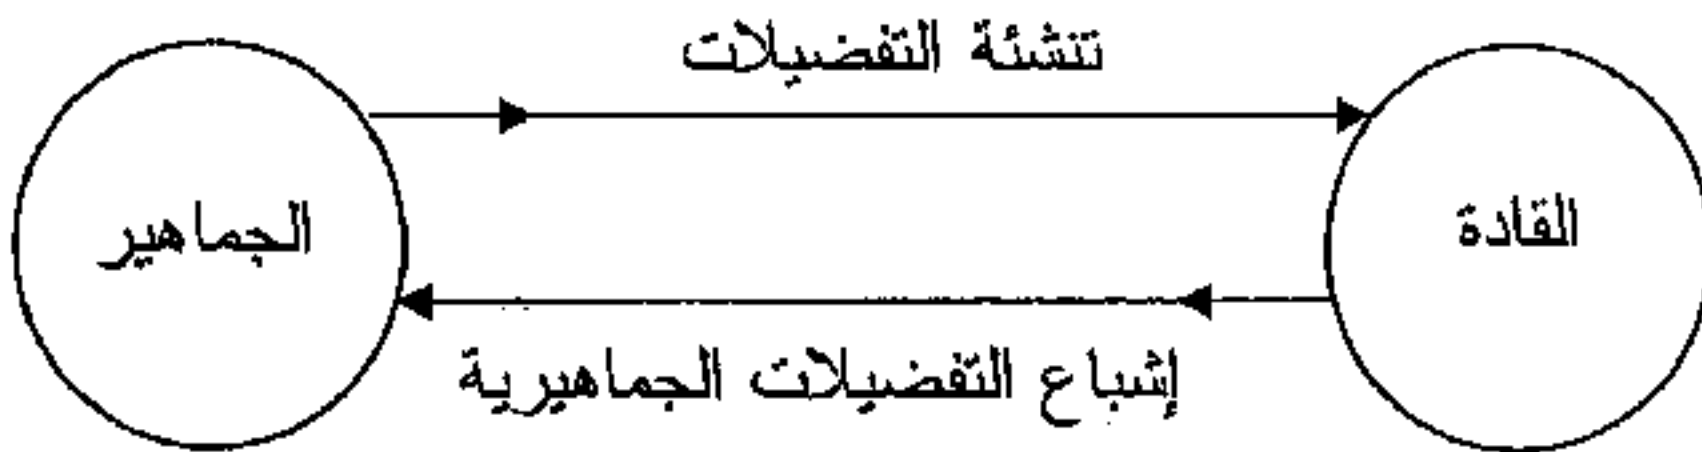 تنشئة التفضيلات
القادة
الجماهير
إشباع التفضيلات الجماهيرية